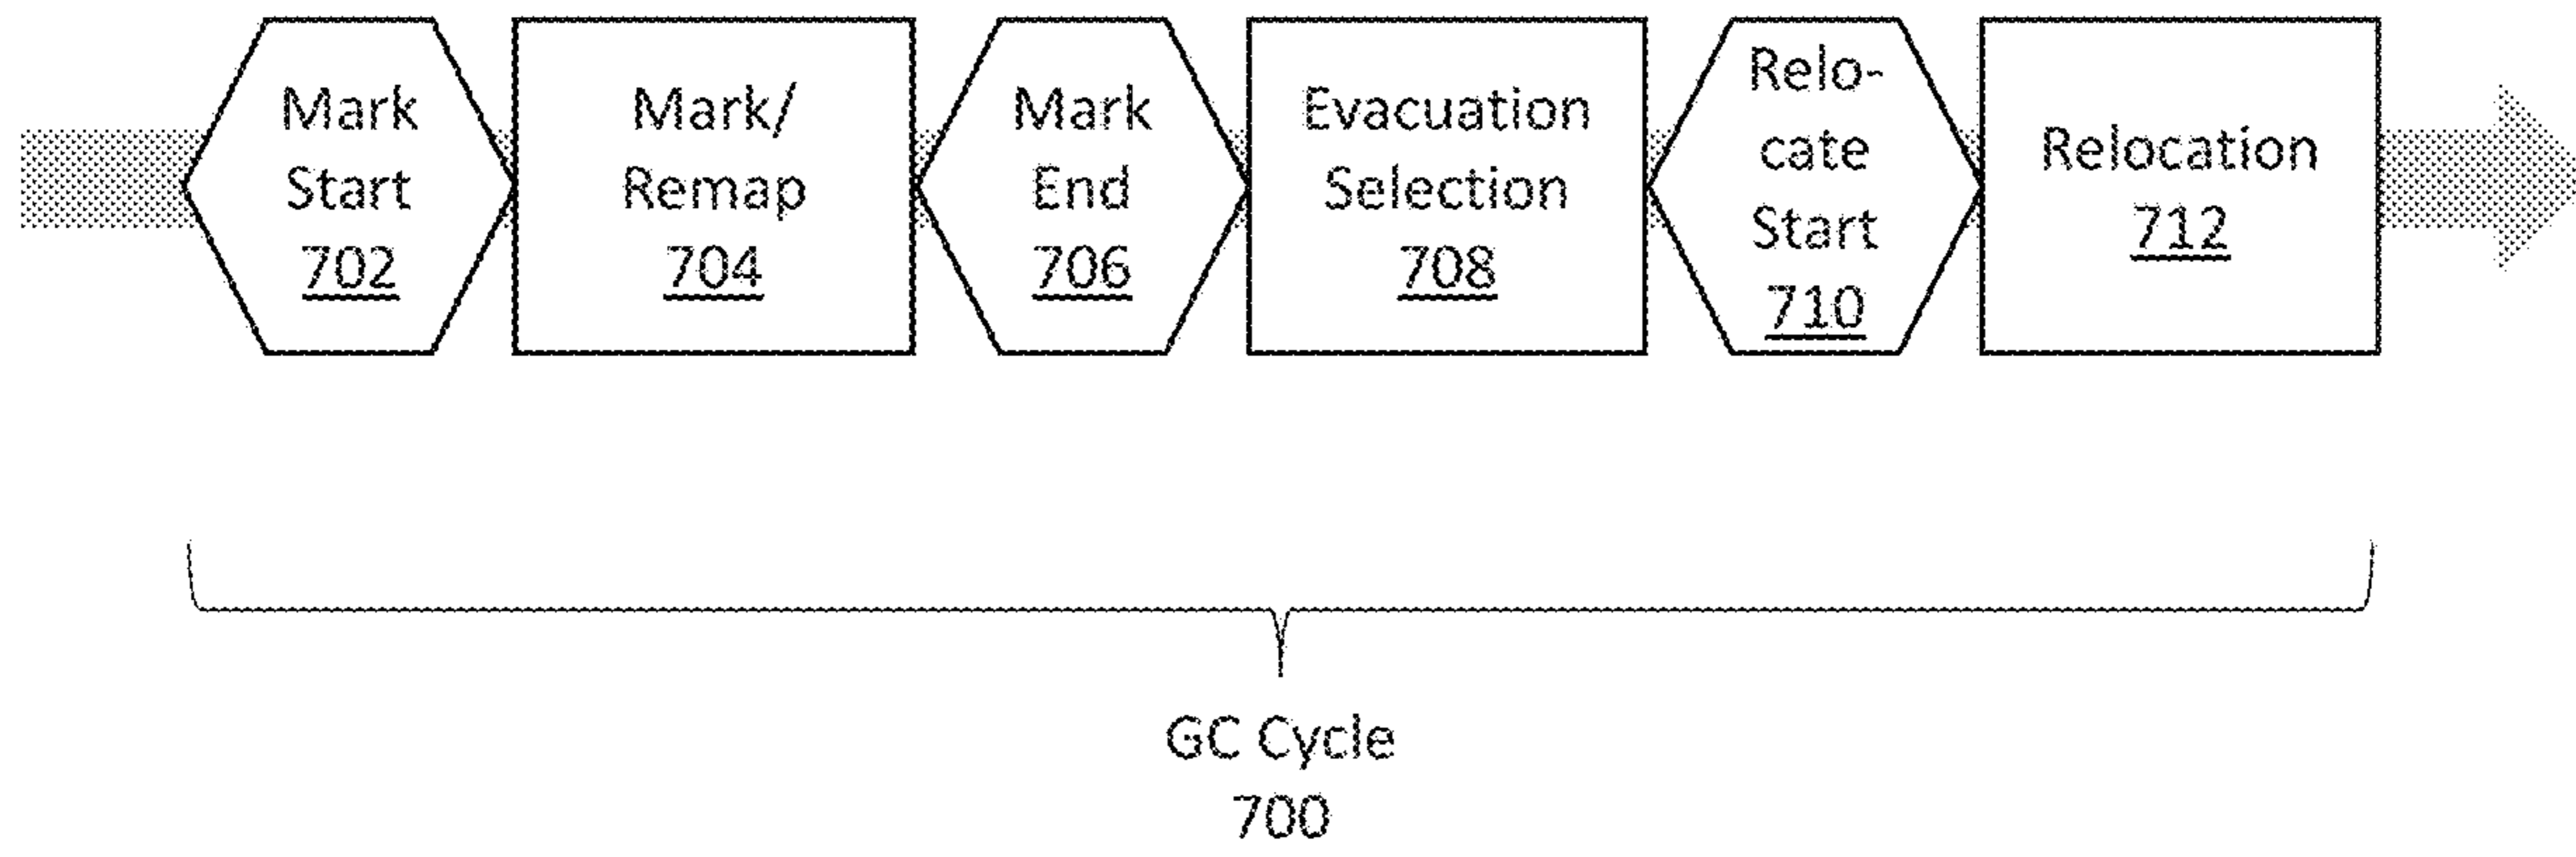 Mark
Start
702
Mark/
Remap
704
Mark
End
706
Evacuation
Selection
708
Relo-
cate
Start
710
Relocation
712
GC Cycle
700